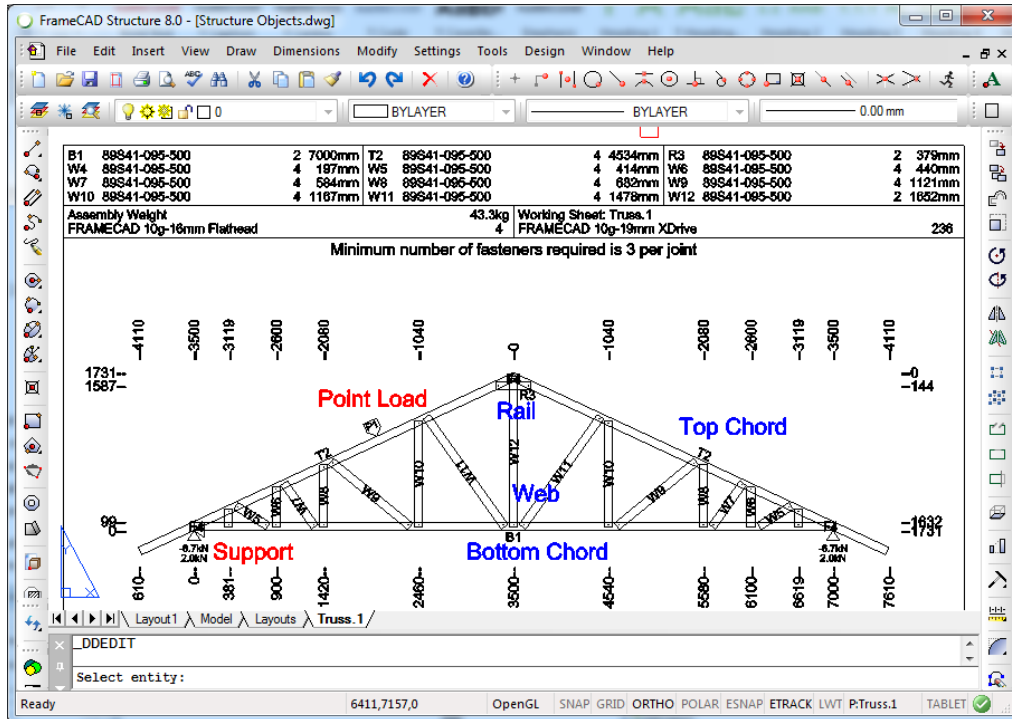 FrameCAD Structure 8.0 - [Structure Objects.dwg]
File Edit Insert View Draw Dimensions Modify Settings Tools Design Window Help
ABC
A
0 BYLAYER BYLAYER 0.00 mm
B1 89S41-095-500 2 7000mm T2 89S41-095-500 4 4534mm R3 89S41-095-500 2 379mm
W4 89S41-095-500 4 197mm W5 89S41-095-500 4 414mm W6 89S41-095-500 4 440mm
W7 89S41-095-500 4 584mm W8 89S41-095-500 4 682mm W9 89S41-095-500 4 1121mm
W10 89S41-095-500 4 1167mm W11 89S41-095-500 4 1478mm W12 89S41-095-500 2 1652mm
Assembly Weight 43.3kg Working Sheet: Truss.1
FRAMECAD 10g-16mm Flathead 4 FRAMECAD 10g-19mm XDrive 236
Minimum number of fasteners required is 3 per joint
-4110 -3500 -3119 -2600 -2080 -1040 -0 -1040 -2080 -2600 -3119 -3500 -4110
1731-- --0
1587-- --144
R3
Point Load
Rail
P1
Top Chord
T2 T2
W12
W10 W11 W11 W10
W8 W9 W9 W8
Web
W6 W7 W7 W6
W5 W5
--1632
--1731
B1
-6.7kN -6.7kN
2.0kN 2.0kN
Support
Bottom Chord
610-- 0-- 381-- 900-- 1420-- 2460-- 3500-- 4540-- 5580-- 6100-- 6619-- 7000-- 7610--
Layout1 Model Layouts Truss.1
_DDEDIT
Select entity:
Ready 6411,7157,0 OpenGL SNAP GRID ORTHO POLAR ESNAP ETRACK LWT P:Truss.1 TABLET